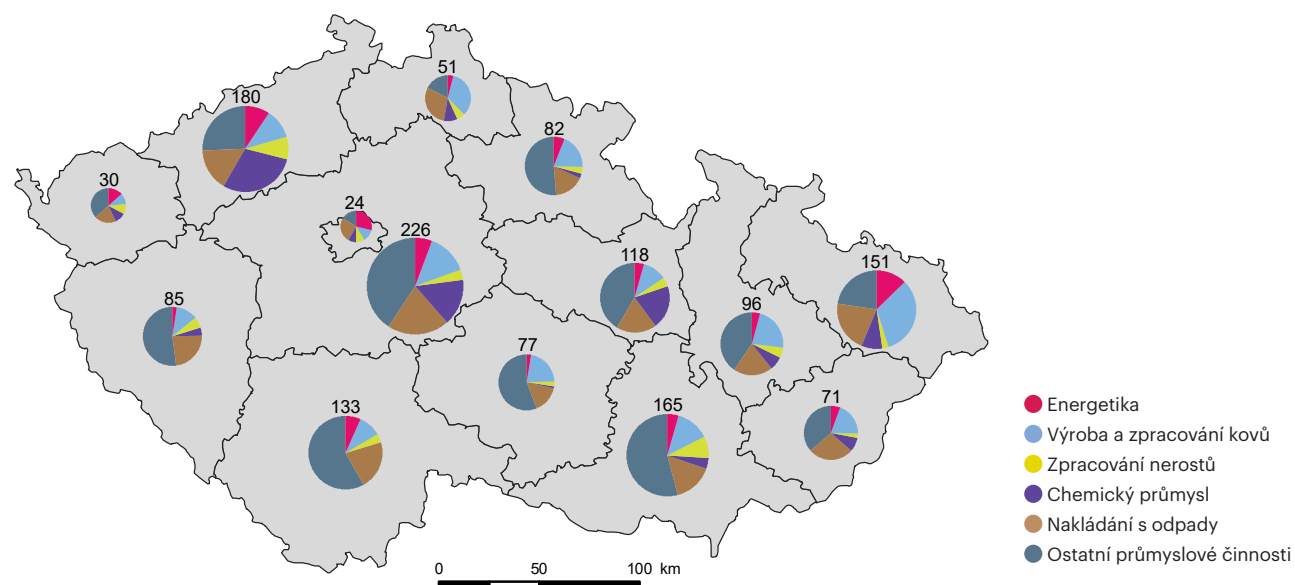 51
180
82
30
24
226
118
151
85
96
77
71
133
165
Energetika
Výroba a zpracování kovů
Zpracování nerostů
Chemický průmysl
Nakládání s odpady
Ostatní průmyslové činnosti
0 50 100 km